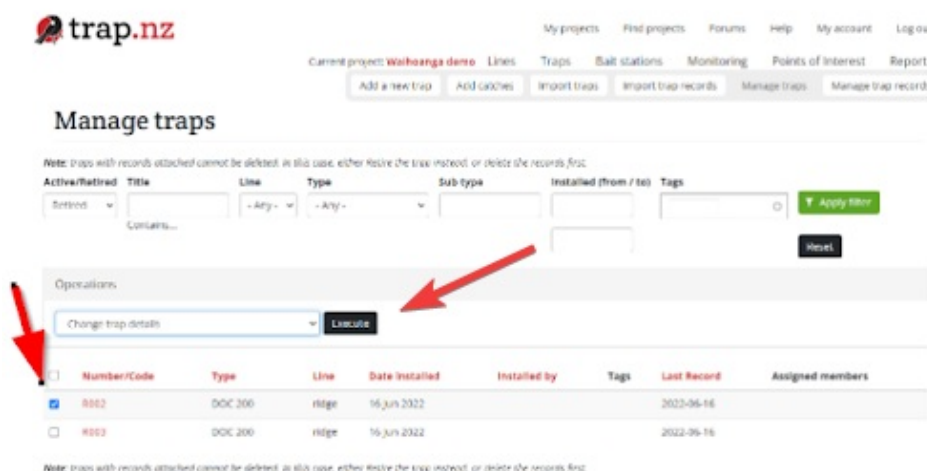 trap.nz
My projects Find projects Forums Help My account Log ou
Current project: Waihoanga demo Lines Traps Bait stations Monitoring Points of Interest Report
Add a new trap Add catches Import traps Import trap records Manage traps Manage trap record
Manage traps
Note: traps with records attached cannot be deleted. In this case, either Retire the trap instead, or delete the records first.
Active/Retired Title Line Type Sub type Installed (from / to) Tags
Retired - Any - - Any - Apply filter
Contains...
Reset
Operations
Change trap details Execute
Number/Code Type Line Date Installed Installed by Tags Last Record Assigned members
R002 DOC 200 ridge 16 Jun 2022 2022-06-16
R003 DOC 200 ridge 16 Jun 2022 2022-06-16
Note: traps with records attached cannot be deleted. In this case, either Retire the trap instead, or delete the records first.